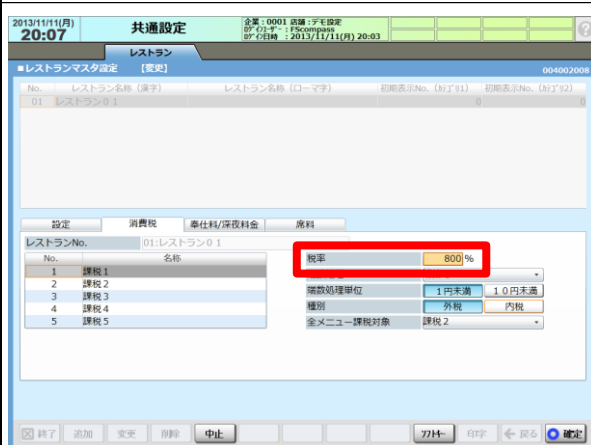 2013/11/11(月)
20:07
共通設定
企業：0001 店舗：デモ設定
ﾛｸﾞｲﾝﾕｰｻﾞｰ：FScompass
ﾛｸﾞｲﾝ日時 ：2013/11/11(月) 20:03
レストラン
■レストランマスタ設定 【変更】
004002008
No. レストラン名称（漢字） レストラン名称（ローマ字） 初期表示No.（ｶﾃｺﾞﾘ1） 初期表示No.（ｶﾃｺﾞﾘ2）
01 レストラン０１ 0 0
設定 消費税 奉仕料/深夜料金 席料
レストランNo. 01:レストラン０１
No. 名称
1 課税１
2 課税２
3 課税３
4 課税４
5 課税５
税率 800 %
端数処理単位 １円未満 １０円未満
種別 外税 内税
全メニュー課税対象 課税２
終了 追加 変更 削除 中止 ﾌｱﾄﾘｰ 印字 戻る 確定